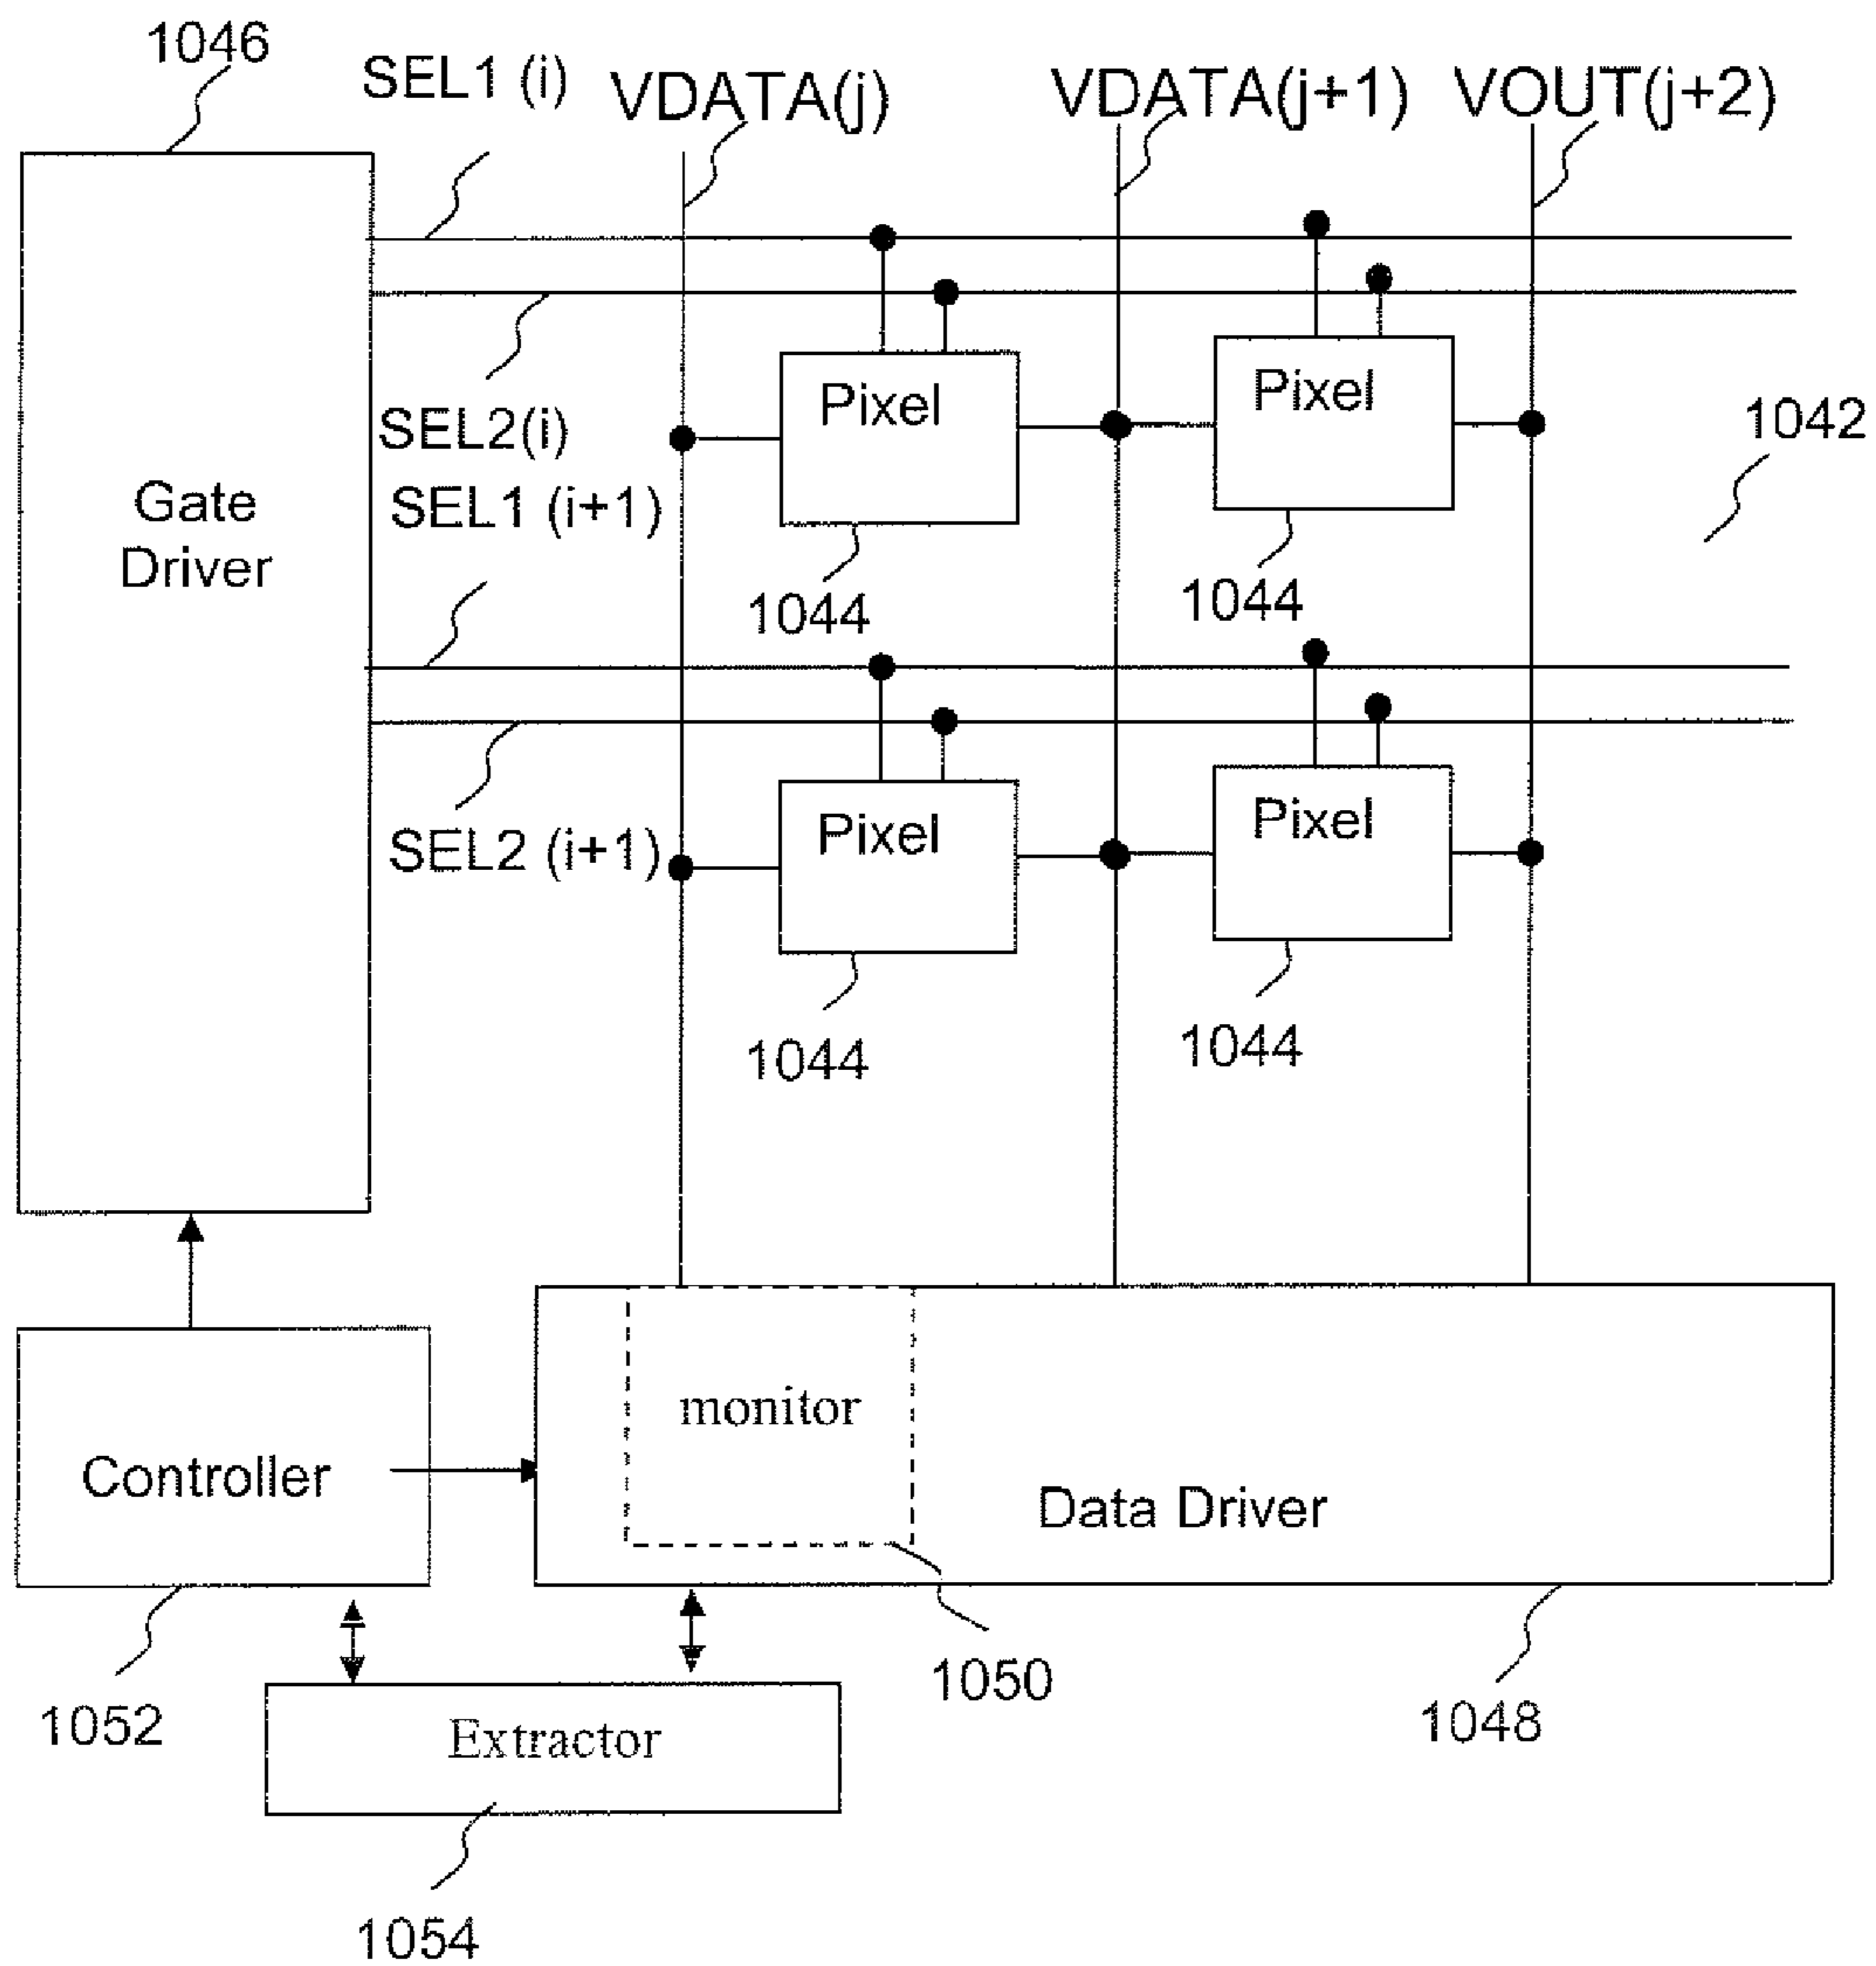 1046
SEL1 (i)
VDATA(j)
VDATA(j+1)
VOUT(j+2)
Pixel
Pixel
SEL2(i)
1042
Gate
Driver
SEL1 (i+1)
1044
1044
Pixel
Pixel
SEL2 (i+1)
1044
1044
monitor
Controller
Data Driver
1050
1052
1048
Extractor
1054